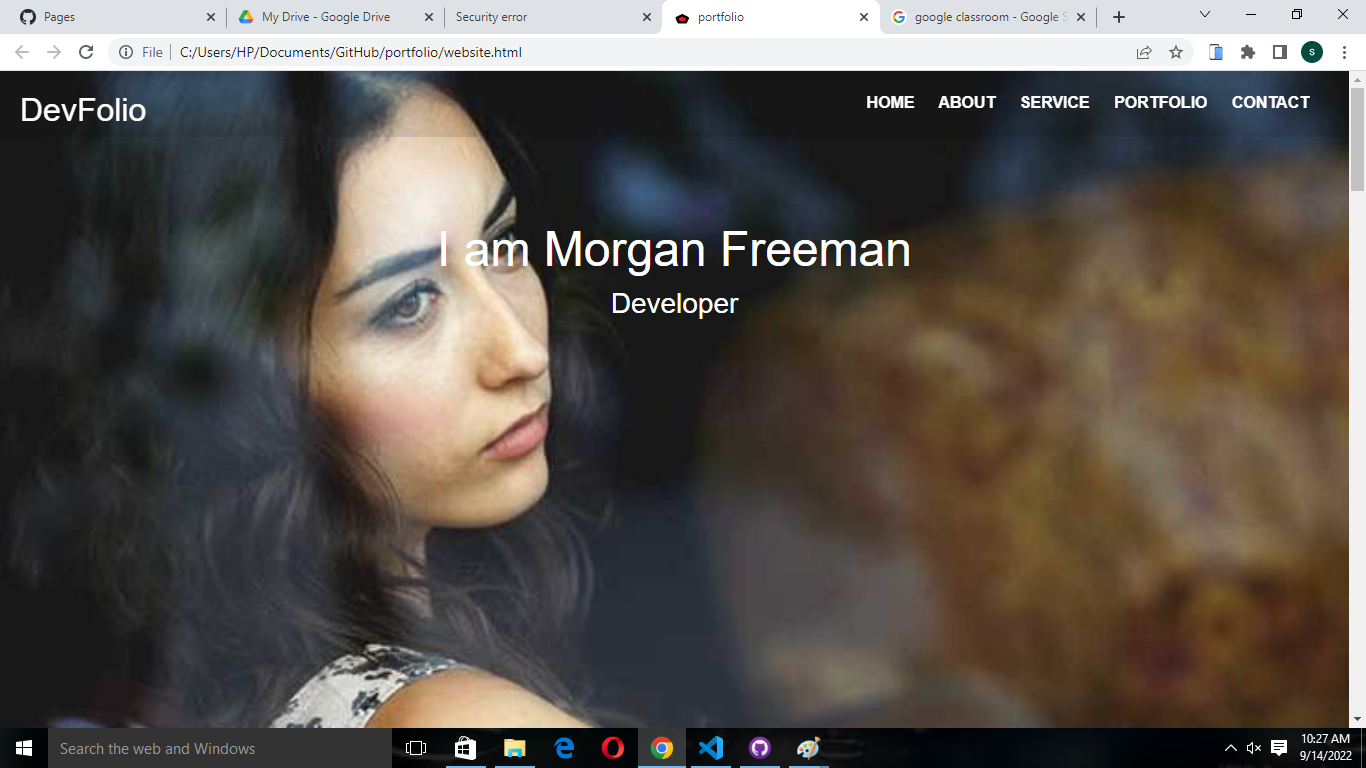 Pages
My Drive - Google Drive
Security error
portfolio
google classroom - Google S
File
C:/Users/HP/Documents/GitHub/portfolio/website.html
S
DevFolio
HOME ABOUT SERVICE PORTFOLIO CONTACT
I am Morgan Freeman
Developer
Search the web and Windows
10:27 AM
9/14/2022